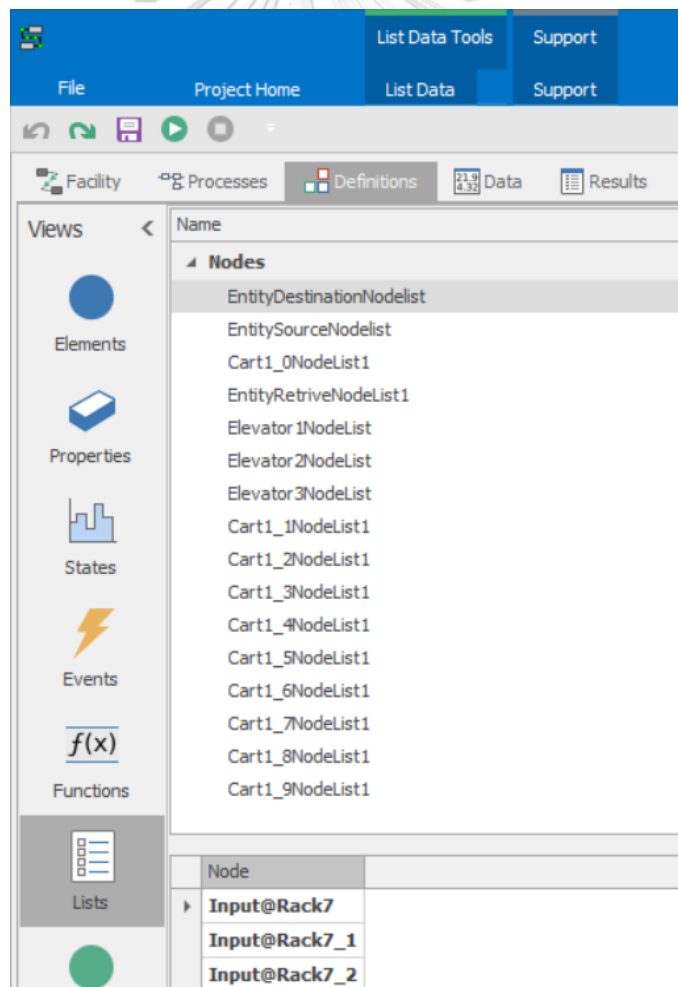 List Data Tools Support
File Project Home List Data Support
Facility Processes Definitions Data Results
Views < Name
Nodes
EntityDestinationNodelist
EntitySourceNodelist
Elements
Cart1_0NodeList1
EntityRetriveNodeList1
Elevator1NodeList
Properties
Elevator2NodeList
Elevator3NodeList
Cart1_1NodeList1
Cart1_2NodeList1
States
Cart1_3NodeList1
Cart1_4NodeList1
Cart1_5NodeList1
Events
Cart1_6NodeList1
Cart1_7NodeList1
f(x)
Cart1_8NodeList1
Functions
Cart1_9NodeList1
Node
Lists
Input@Rack7
Input@Rack7_1
Input@Rack7_2